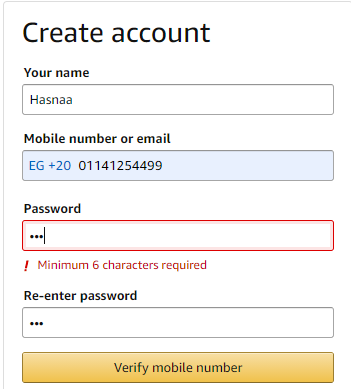 Create account
Your name
Hasnaa
Mobile number or email
EG +20 01141254499
Password
•••
! Minimum 6 characters required
Re-enter password
•••
Verify mobile number